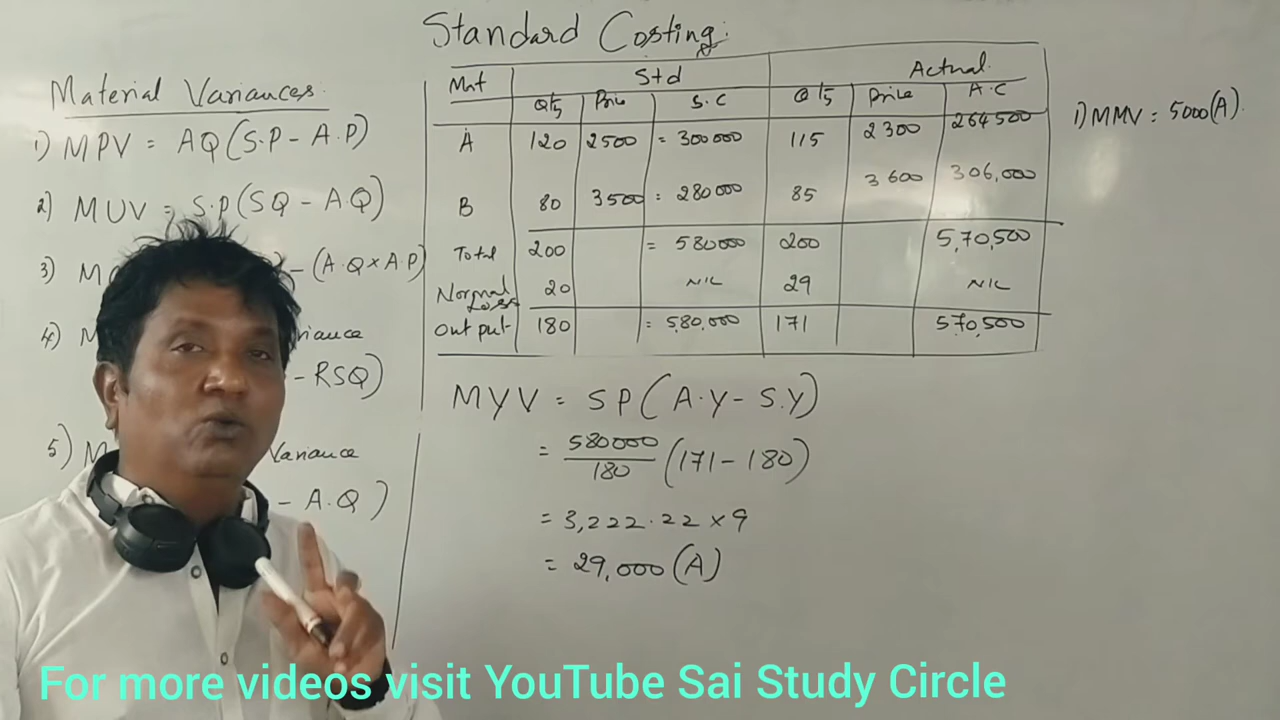 Standard Costing:
Material Variances.
1) MPV = AQ(S.P - A.P)
2) MUV = S.P(SQ - A.Q)
3) M - (A.Q x A.P)
4) M riance
- RSQ)
5) M Variance
- A.Q)
Mat Std Actual
Qty Price S.C Qty Price A.C
A 120 2500 = 300000 115 2300 264500
B 80 3500 = 280000 85 3600 306,000
Total 200 = 580000 200 5,70,500
Normal Loss 20 NIL 29 NIL
Output 180 = 5,80,000 171 570,500
MYV = SP(A.Y - S.Y)
= 580000/180 (171 - 180)
= 3,222.22 x 9
= 29,000(A)
1) MMV = 5000(A).
For more videos visit YouTube Sai Study Circle